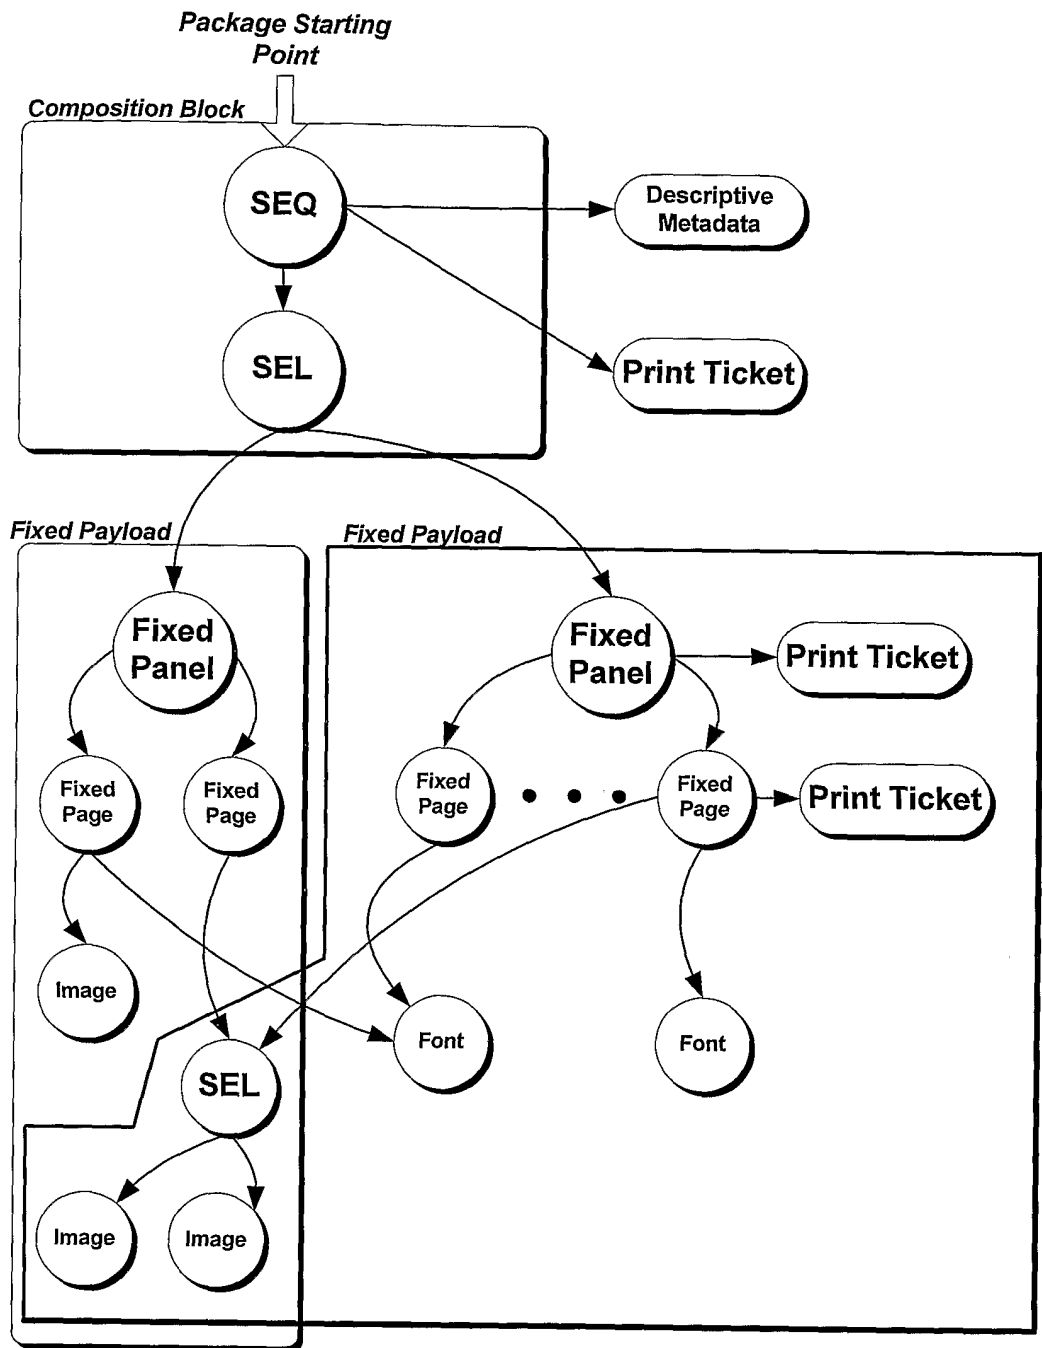 Package Starting
Point
Composition Block
SEQ
Descriptive
Metadata
SEL
Print Ticket
Fixed Payload
Fixed Payload
Fixed
Panel
Fixed
Panel
Print Ticket
Fixed
Page
Fixed
Page
Fixed
Page
Fixed
Page
Print Ticket
Image
Font
Font
SEL
Image
Image